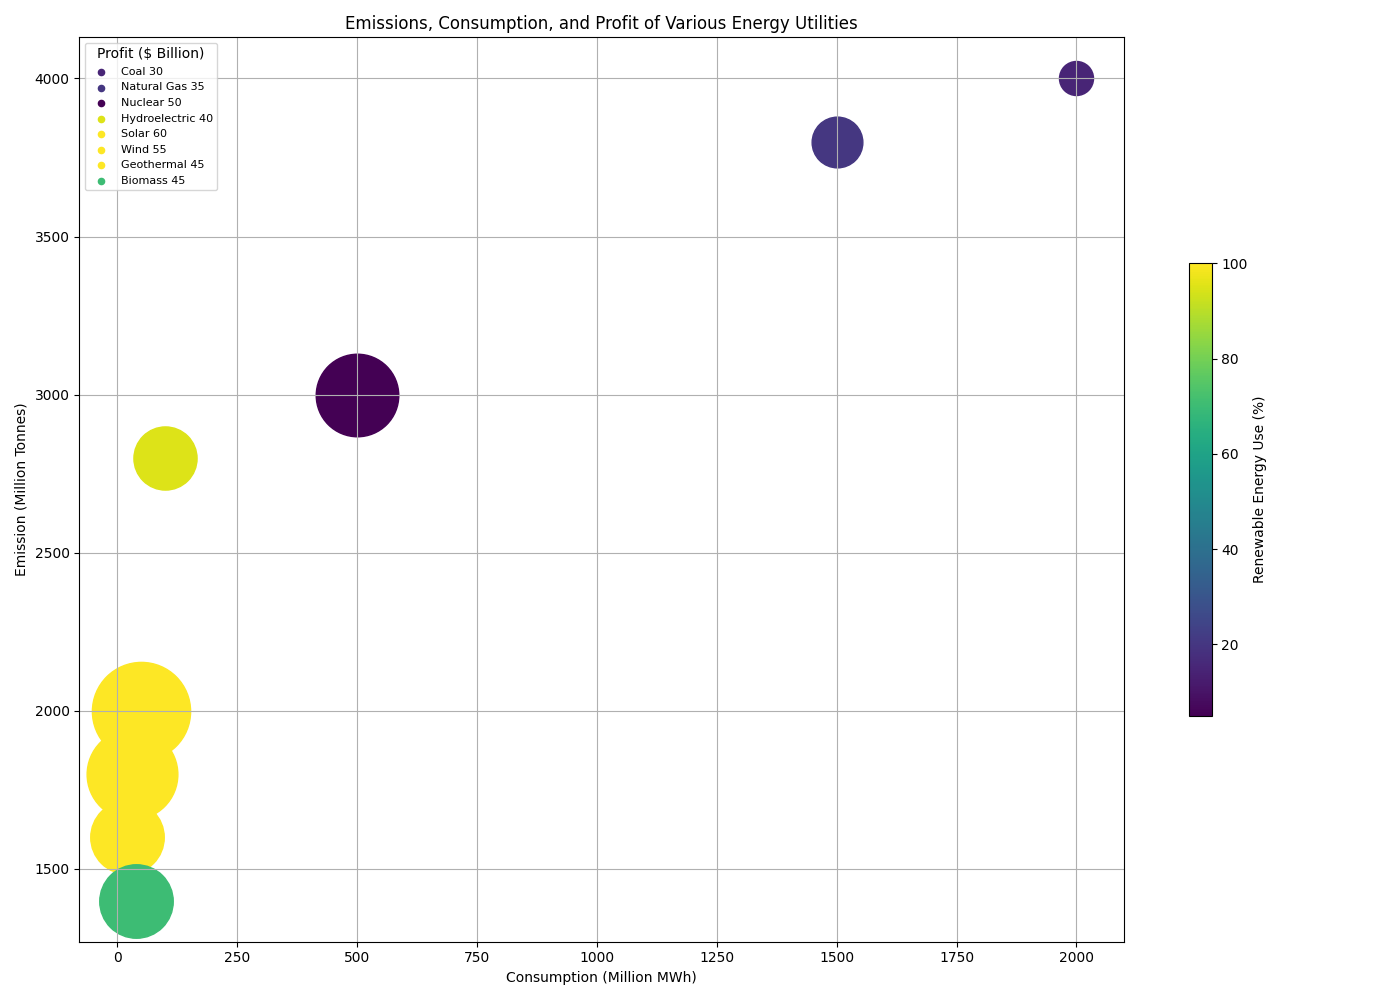 Emissions, Consumption, and Profit of Various Energy Utilities
Profit ($ Billion)
Coal 30
Natural Gas 35
Nuclear 50
Hydroelectric 40
Solar 60
Wind 55
Geothermal 45
Biomass 45
4000
3500
3000
2500
2000
1500
Emission (Million Tonnes)
0
250
500
750
1000
1250
1500
1750
2000
Consumption (Million MWh)
100
80
60
40
20
Renewable Energy Use (%)